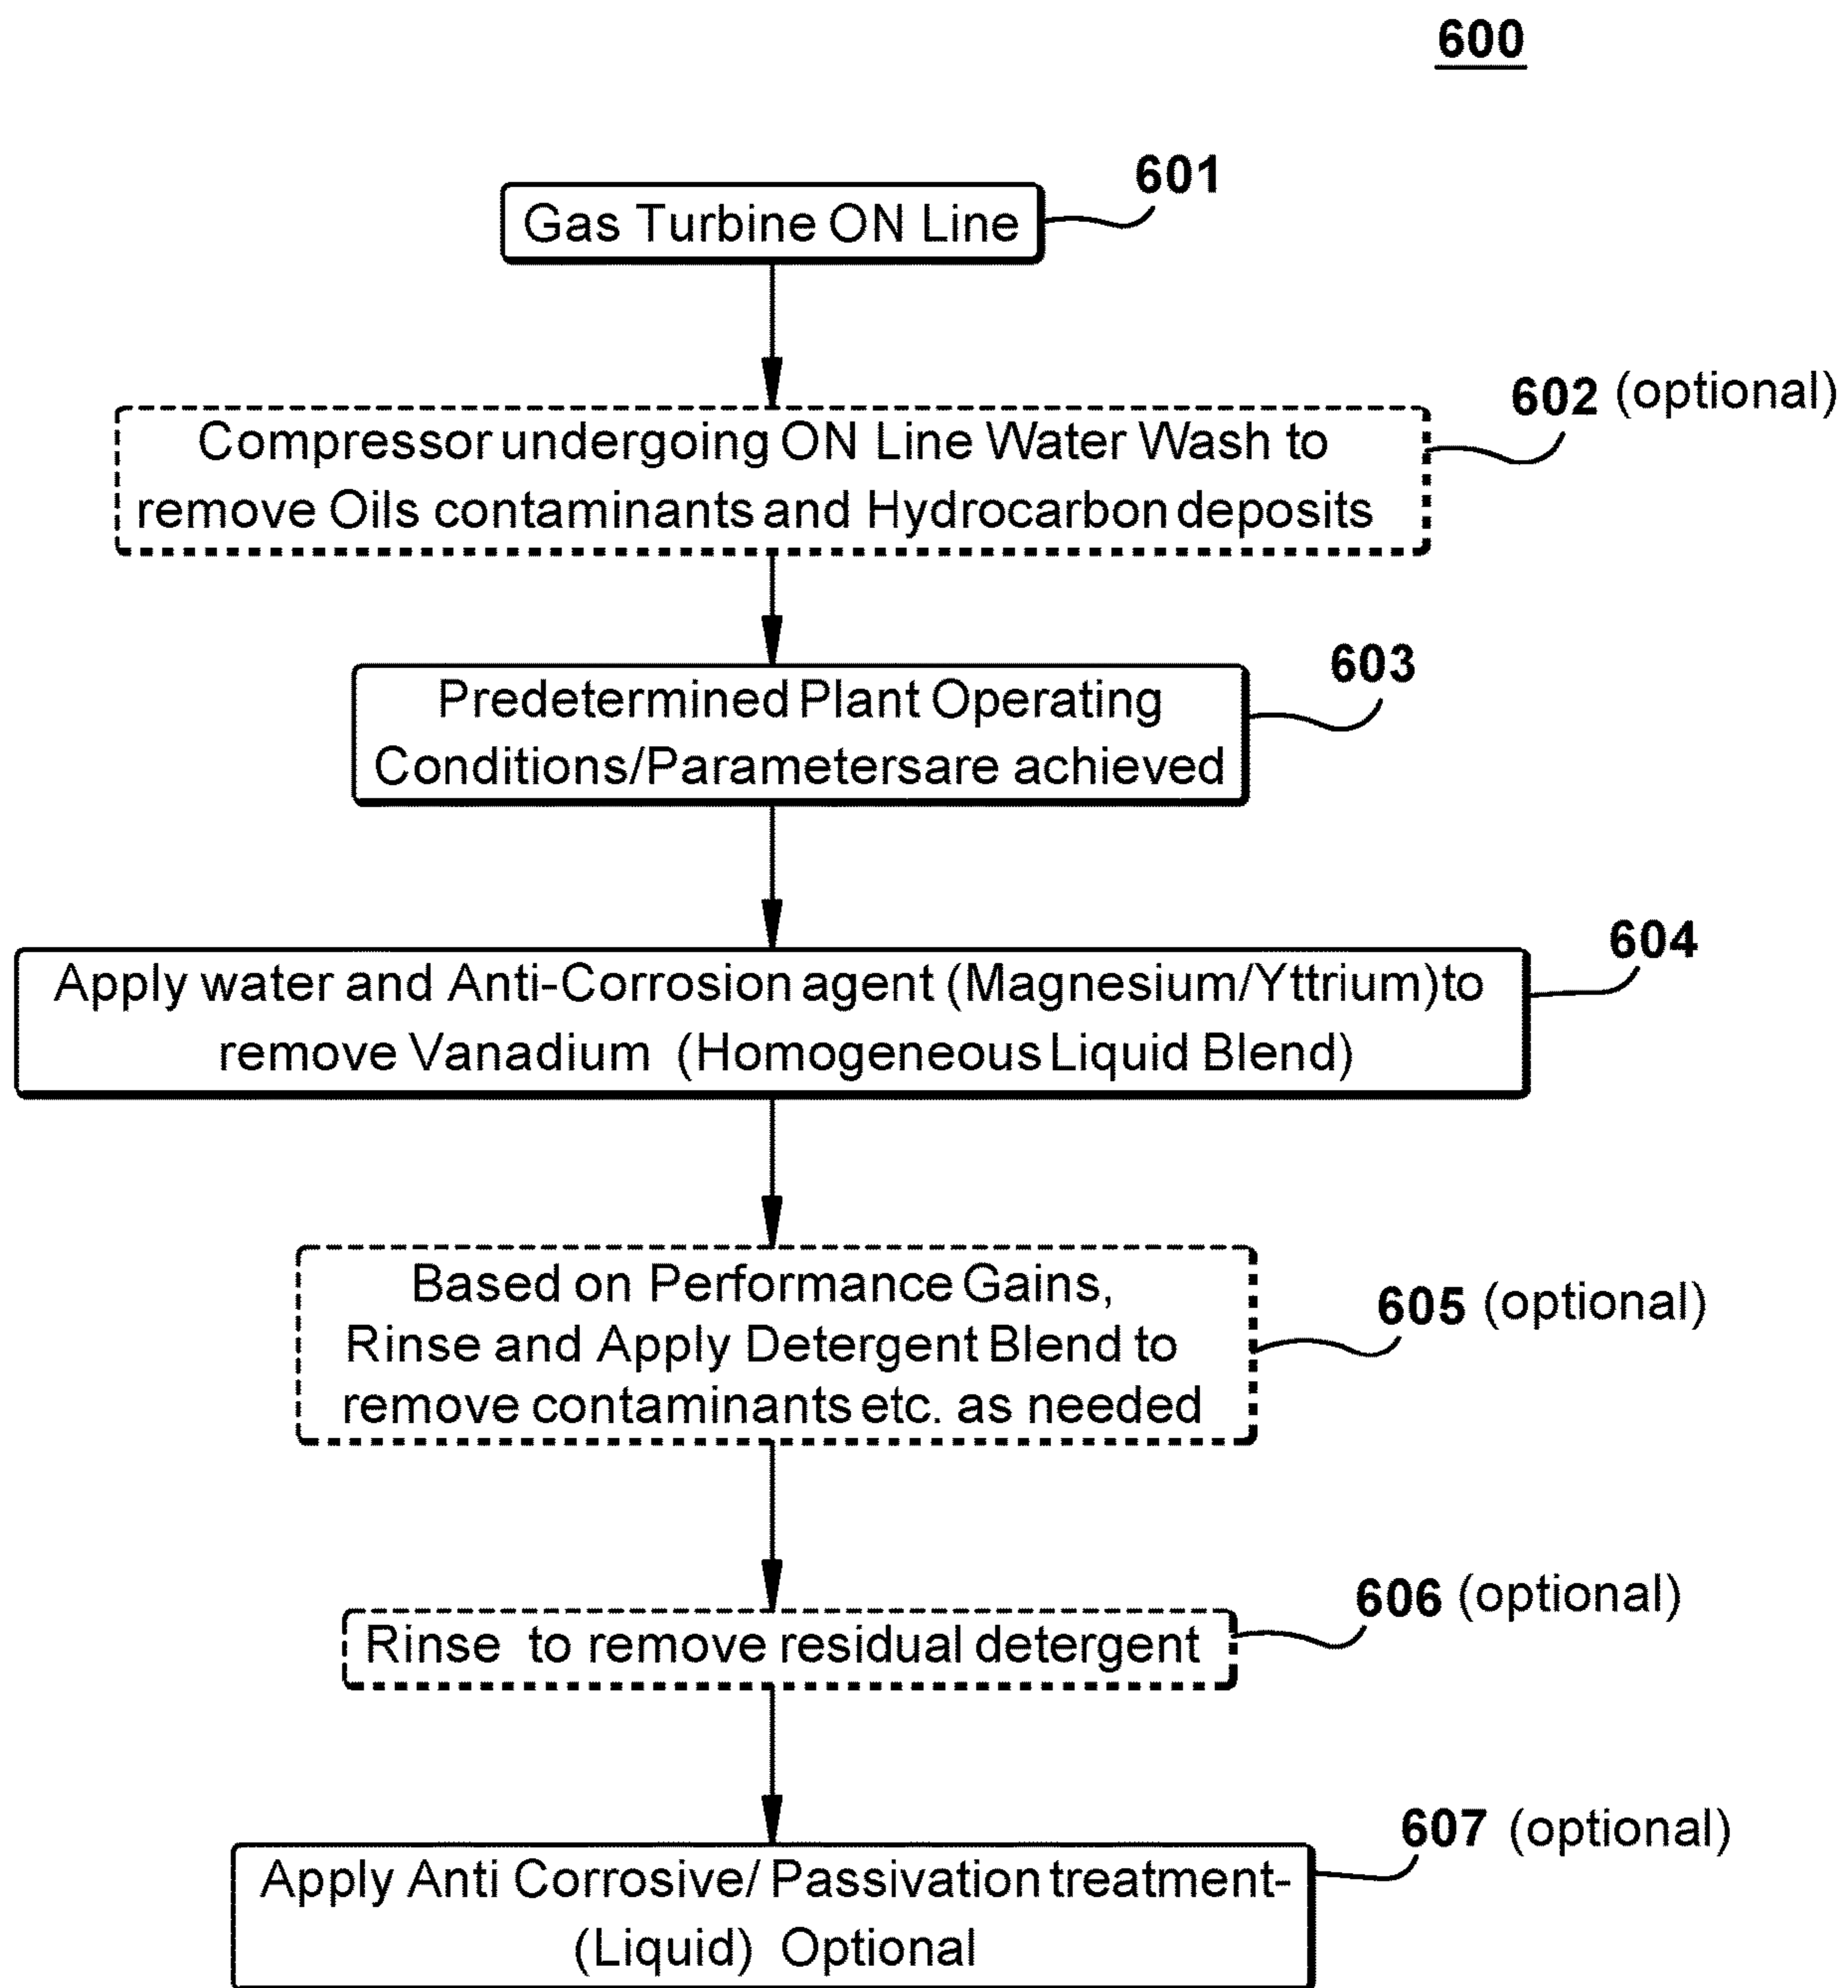 600
601
Gas Turbine ON Line
602 (optional)
Compressor undergoing ON Line Water Wash to
remove Oils contaminants and Hydrocarbon deposits
603
Predetermined Plant Operating
Conditions/Parametersare achieved
604
Apply water and Anti-Corrosion agent (Magnesium/Yttrium)to
remove Vanadium (Homogeneous Liquid Blend)
605 (optional)
Based on Performance Gains,
Rinse and Apply Detergent Blend to
remove contaminants etc. as needed
606 (optional)
Rinse to remove residual detergent
607 (optional)
Apply Anti Corrosive/ Passivation treatment-
(Liquid) Optional